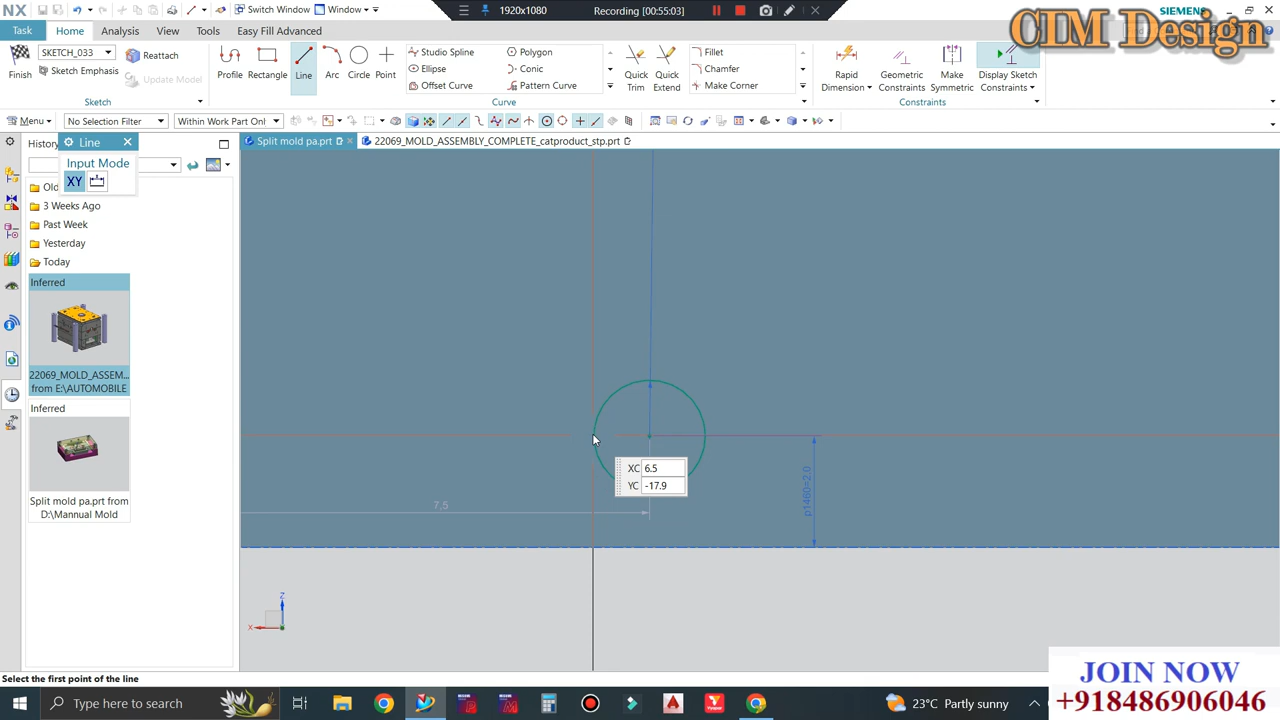 NX
Switch Window
Window
1920x1080
Recording [00:55:03]
SIEMENS
CIM Design
Task
Home
Analysis
View
Tools
Easy Fill Advanced
Finish
SKETCH_033
Sketch Emphasis
Reattach
Update Model
Profile
Rectangle
Line
Arc
Circle
Point
Studio Spline
Ellipse
Offset Curve
Polygon
Conic
Pattern Curve
Quick
Trim
Quick
Extend
Fillet
Chamfer
Make Corner
Rapid
Dimension
Geometric
Constraints
Make
Symmetric
Display Sketch
Constraints
Sketch
Curve
Constraints
Menu
No Selection Filter
Within Work Part Only
Line
Input Mode
XY
Split mold pa.prt
22069_MOLD_ASSEMBLY_COMPLETE_catproduct_stp.prt
3 Weeks Ago
Past Week
Yesterday
Today
Inferred
22069_MOLD_ASSEM...
from E:\AUTOMOBILE
Inferred
Split mold pa.prt from
D:\Mannual Mold
XC 6.5
YC -17.9
7,5
p1460=2.0
Z
X
Select the first point of the line
JOIN NOW
+918486906046
Type here to search
23°C Partly sunny